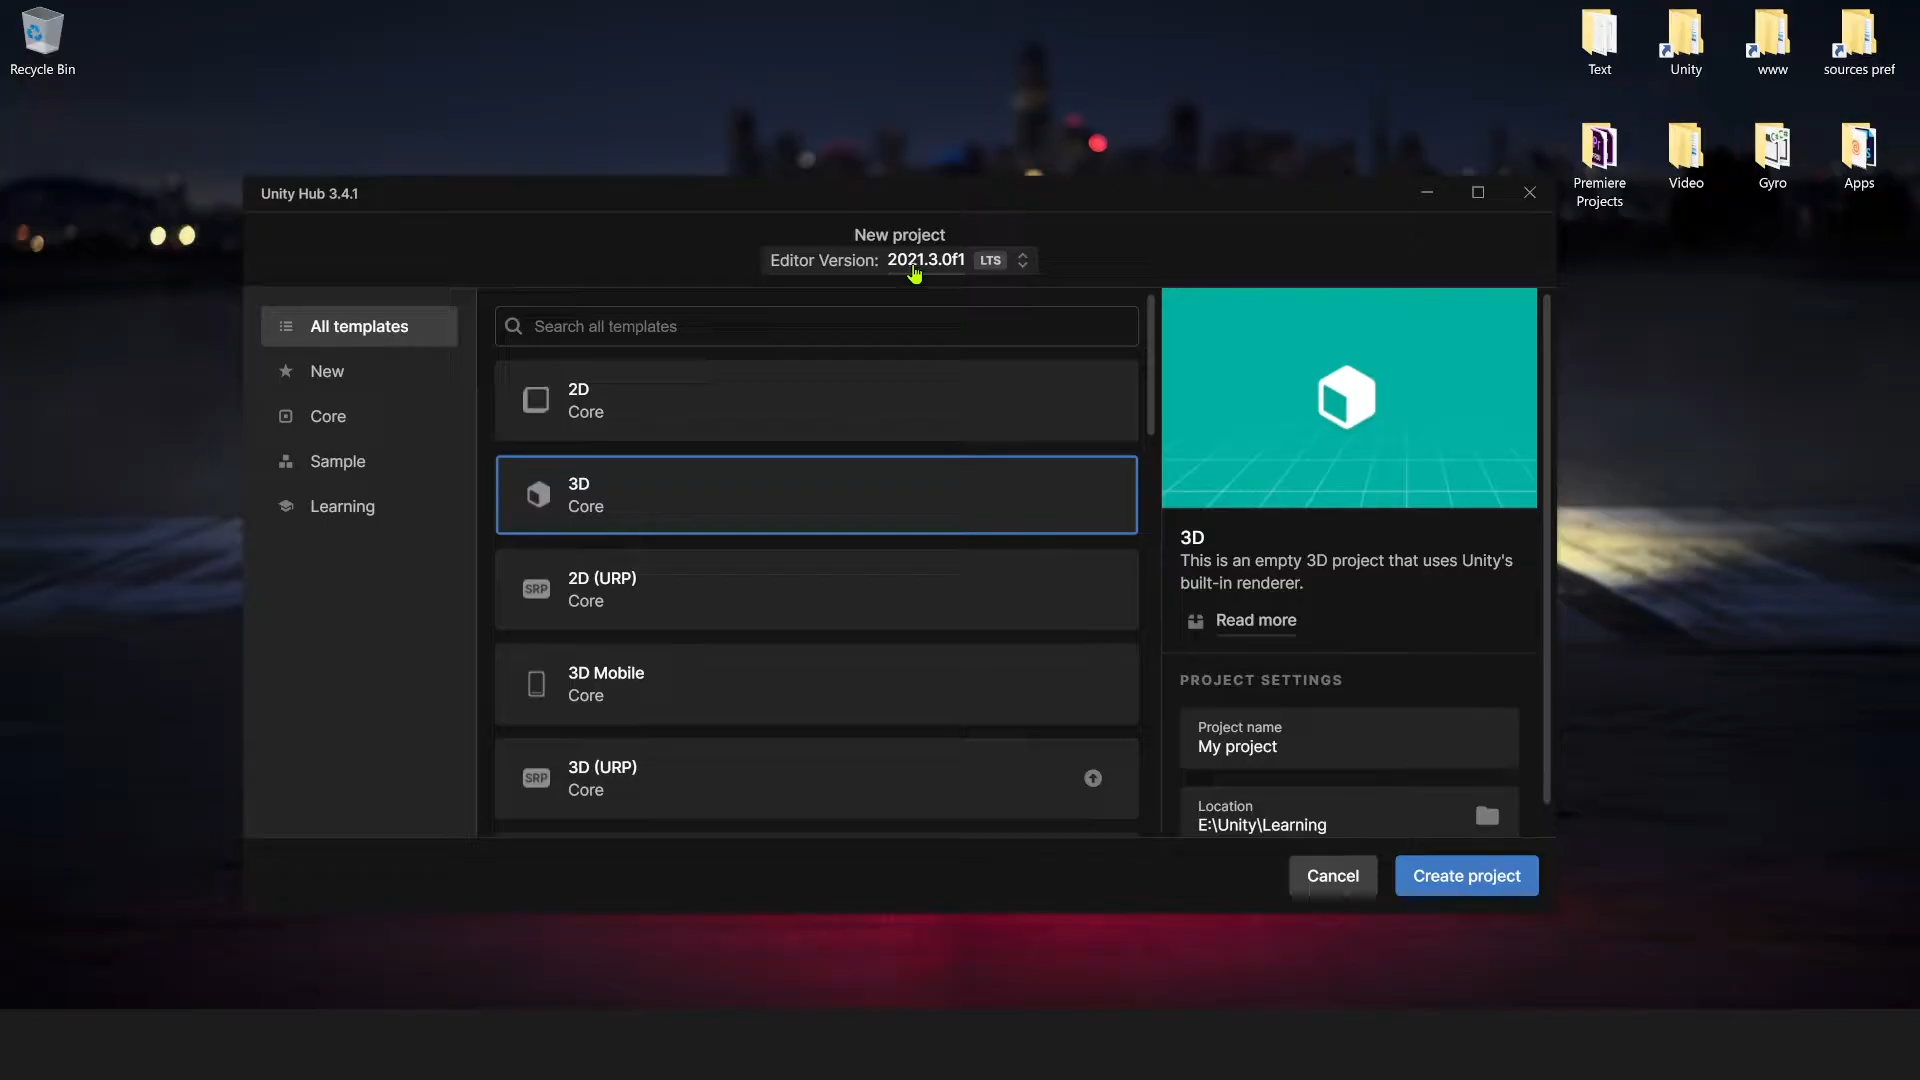 Recycle Bin
Text
Unity
www
sources pref
Premiere
Projects
Video
Gyro
Apps
Unity Hub 3.4.1
New project
Editor Version: 2021.3.0f1 LTS
All templates
New
Core
Sample
Learning
Search all templates
2D
Core
3D
Core
SRP
2D (URP)
Core
3D Mobile
Core
SRP
3D (URP)
Core
3D
This is an empty 3D project that uses Unity's
built-in renderer.
Read more
PROJECT SETTINGS
Project name
My project
Location
E:\Unity\Learning
Cancel
Create project